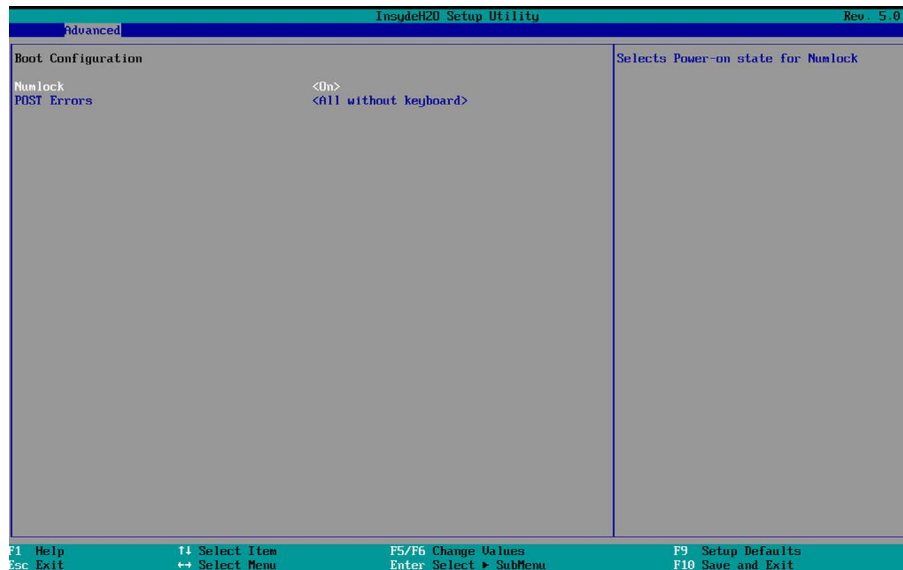 InsydeH20 Setup Utility Rev. 5.0
Advanced
Boot Configuration
Numlock <On>
POST Errors <All without keyboard>
Selects Power-on state for Numlock
F1 Help ↑↓ Select Item F5/F6 Change Values F9 Setup Defaults
Esc Exit ↔ Select Menu Enter Select ▶ SubMenu F10 Save and Exit